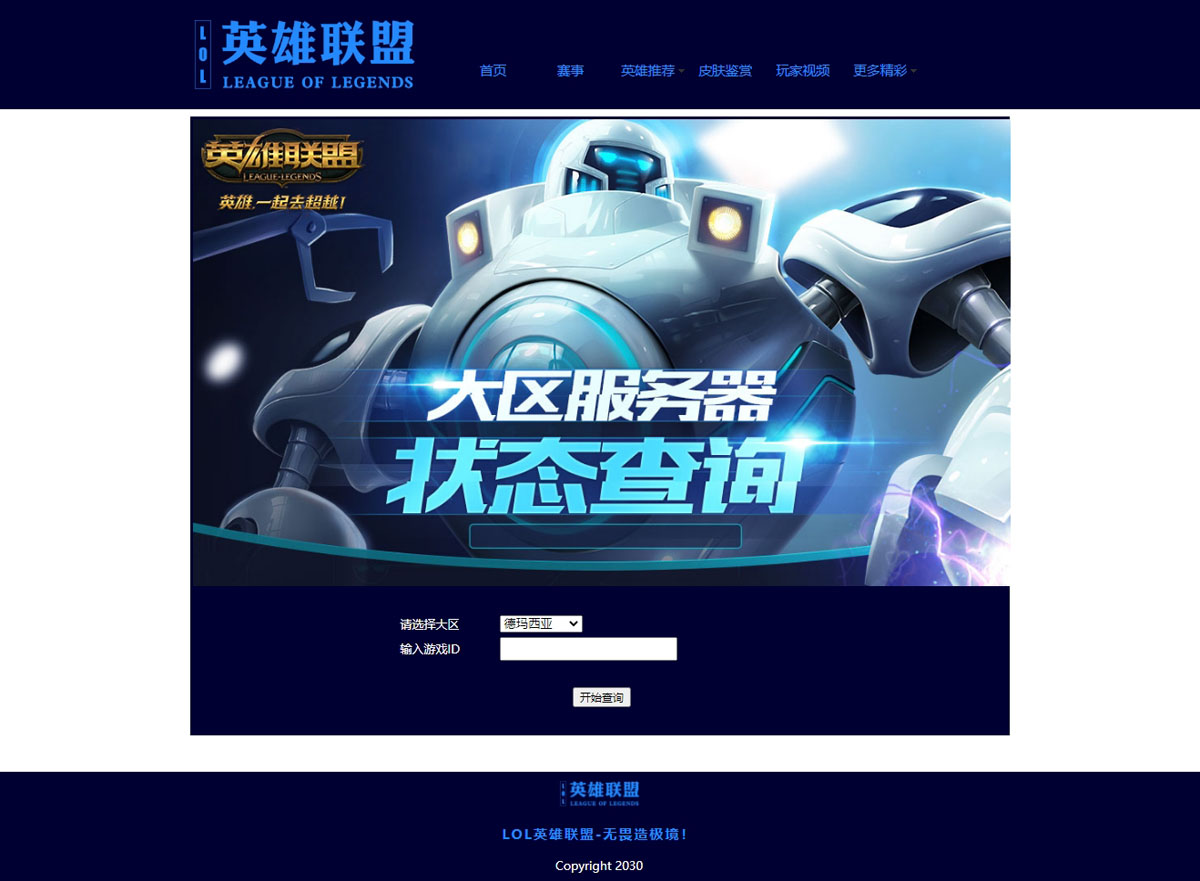 LOL
英雄联盟
LEAGUE OF LEGENDS
首页 赛事 英雄推荐 皮肤鉴赏 玩家视频 更多精彩
英雄联盟
LEAGUE OF LEGENDS
英雄,一起去超越!
大区服务器
状态查询
请选择大区 德玛西亚
输入游戏ID
开始查询
LOL
英雄联盟
LEAGUE OF LEGENDS
LOL英雄联盟-无畏造极境!
Copyright 2030